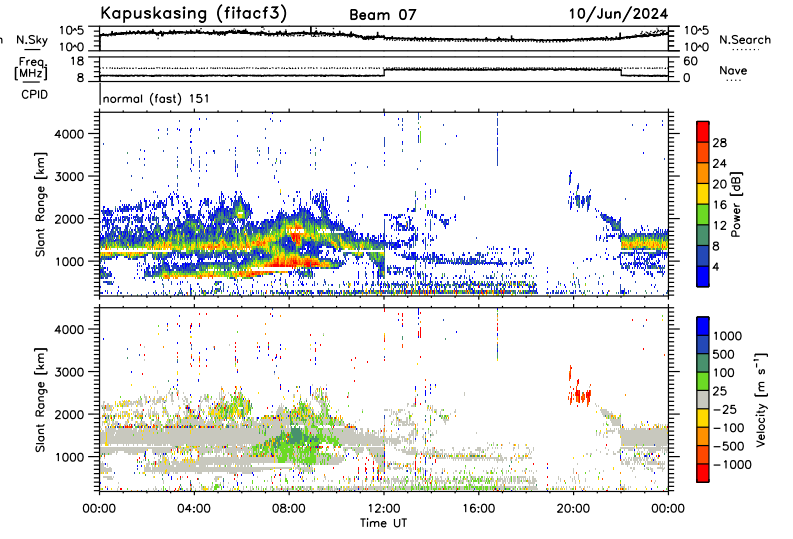 Kapuskasing (fitacf3) Beam 07 10/Jun/2024
n N.Sky 10^5 10^0 10^5 10^0 N.Search
Freq. [MHz] 18 8 60 0 Nave
CPID normal (fast) 151
Slant Range [km] 4000 3000 2000 1000
28 24 20 16 12 8 4 Power [dB]
Slant Range [km] 4000 3000 2000 1000
1000 500 100 25 −25 −100 −500 −1000 Velocity [m s⁻¹]
00:00 04:00 08:00 12:00 16:00 20:00 00:00
Time UT